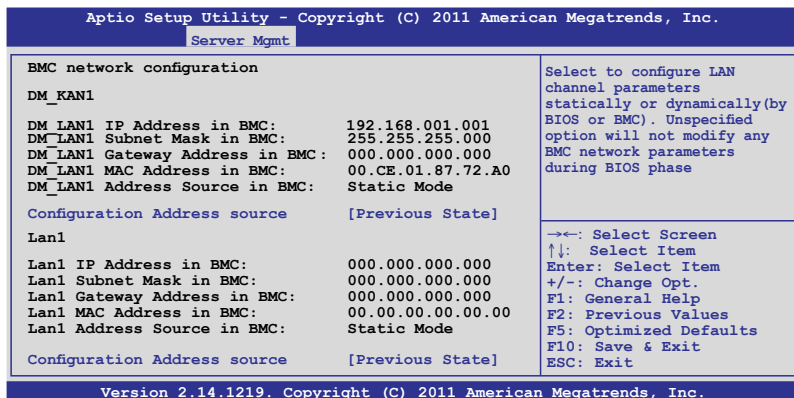 Aptio Setup Utility - Copyright (C) 2011 American Megatrends, Inc.
Server Mgmt
BMC network configuration
DM_KAN1
DM_LAN1 IP Address in BMC: 192.168.001.001
DM_LAN1 Subnet Mask in BMC: 255.255.255.000
DM_LAN1 Gateway Address in BMC: 000.000.000.000
DM_LAN1 MAC Address in BMC: 00.CE.01.87.72.A0
DM_LAN1 Address Source in BMC: Static Mode
Configuration Address source [Previous State]
Lan1
Lan1 IP Address in BMC: 000.000.000.000
Lan1 Subnet Mask in BMC: 000.000.000.000
Lan1 Gateway Address in BMC: 000.000.000.000
Lan1 MAC Address in BMC: 00.00.00.00.00.00
Lan1 Address Source in BMC: Static Mode
Configuration Address source [Previous State]
Select to configure LAN
channel parameters
statically or dynamically(by
BIOS or BMC). Unspecified
option will not modify any
BMC network parameters
during BIOS phase
→←: Select Screen
↑↓: Select Item
Enter: Select Item
+/-: Change Opt.
F1: General Help
F2: Previous Values
F5: Optimized Defaults
F10: Save & Exit
ESC: Exit
Version 2.14.1219. Copyright (C) 2011 American Megatrends, Inc.